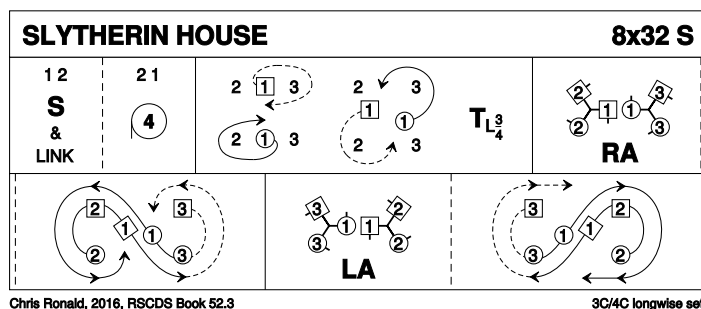 SLYTHERIN HOUSE 8x32 S
1 2
S
&
LINK
2 1
4
2 1 3
2 1 3
2 3
1
1
2 3
T L 3/4
2 1 1 3
2 3
RA
2 3
1 1
2 3
3 2
1 1
3 2
LA
3 2
1 1
3 2
Chris Ronald, 2016, RSCDS Book 52.3 3C/4C longwise set